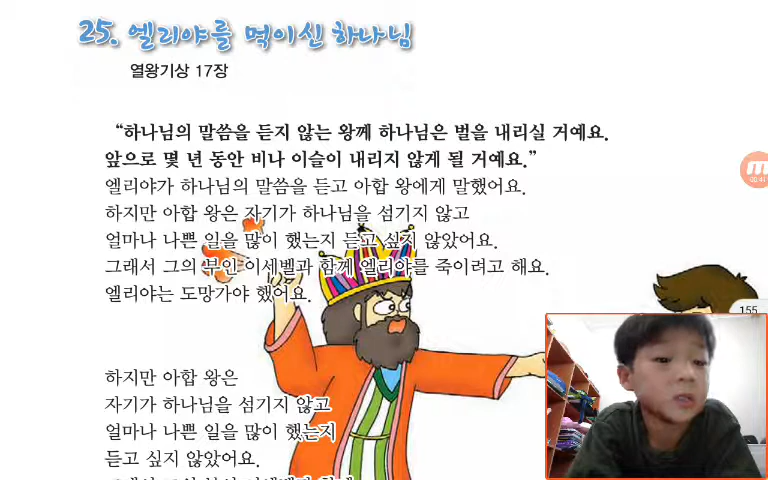 25. 엘리야를 먹이신 하나님
열왕기상 17장
“하나님의 말씀을 듣지 않는 왕께 하나님은 벌을 내리실 거예요.
앞으로 몇 년 동안 비나 이슬이 내리지 않게 될 거예요.”
엘리야가 하나님의 말씀을 듣고 아합 왕에게 말했어요.
하지만 아합 왕은 자기가 하나님을 섬기지 않고
얼마나 나쁜 일을 많이 했는지 듣고 싶지 않았어요.
그래서 그의 부인 이세벨과 함께 엘리야를 죽이려고 해요.
엘리야는 도망가야 했어요.
155
하지만 아합 왕은
자기가 하나님을 섬기지 않고
얼마나 나쁜 일을 많이 했는지
듣고 싶지 않았어요.